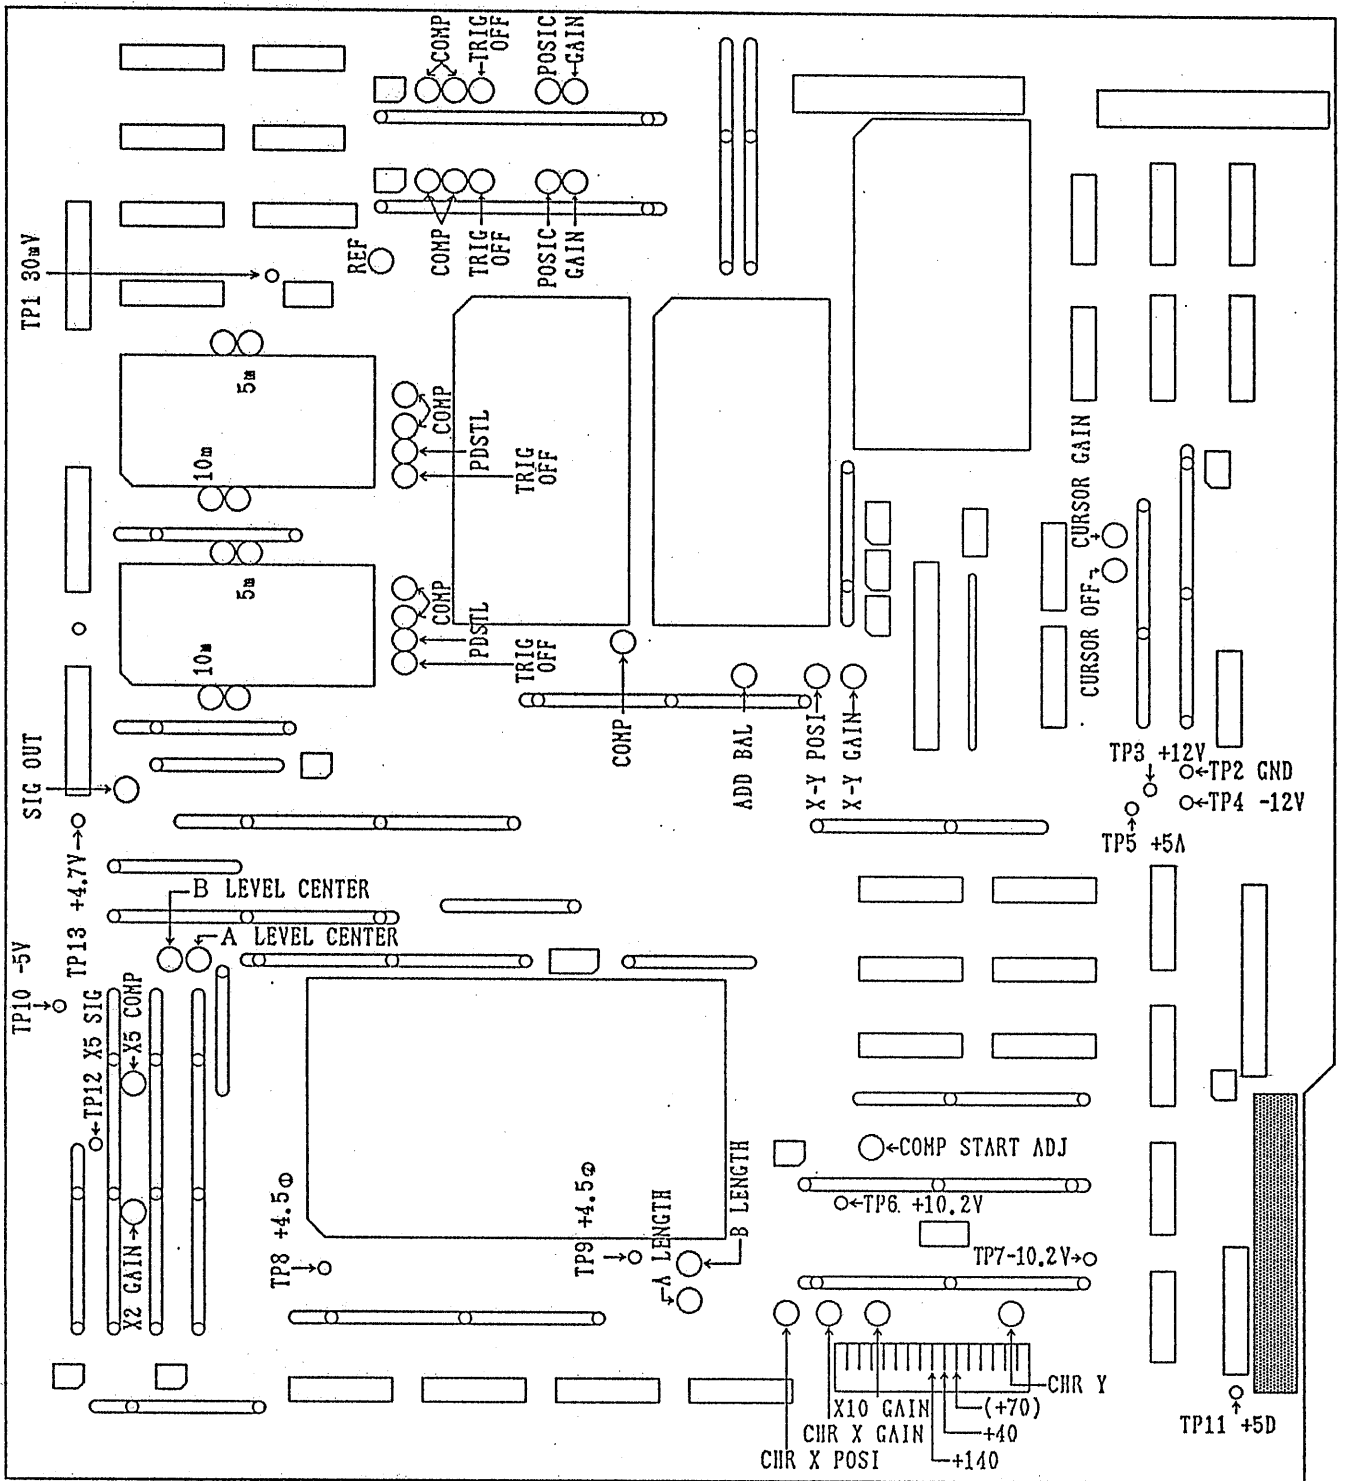 COMP
TRIG
OFF
POSIC
GAIN
COMP
TRIG
OFF
POSIC
GAIN
REF
TP1 30mV
5m
10m
COMP
PDSTL
TRIG
OFF
CURSOR GAIN
CURSOR OFF
5m
10m
COMP
PDSTL
TRIG
OFF
COMP
ADD BAL
X-Y POSI
X-Y GAIN
SIG OUT
TP3 +12V
TP2 GND
TP4 -12V
TP5 +5A
TP13 +4.7V
B LEVEL CENTER
A LEVEL CENTER
TP10 -5V
TP12 X5 SIG
X5 COMP
X2 GAIN
COMP START ADJ
TP8 +4.5
TP9 +4.5
A LENGTH
B LENGTH
TP6 +10.2V
TP7-10.2V
CHR Y
X10 GAIN
(+70)
CHR X GAIN
+40
CHR X POSI
+140
TP11 +5D